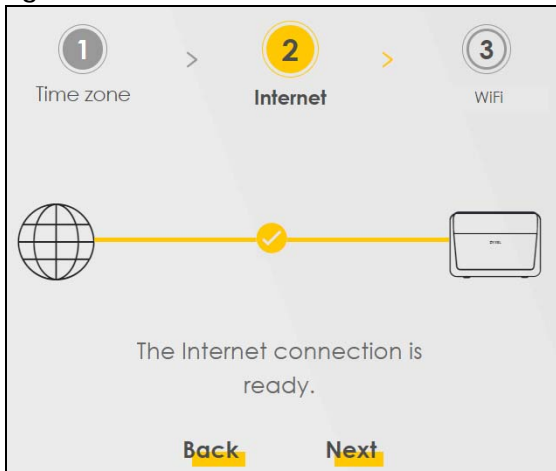 1 > 2 > 3
Time zone Internet WiFi
The Internet connection is
ready.
Back Next